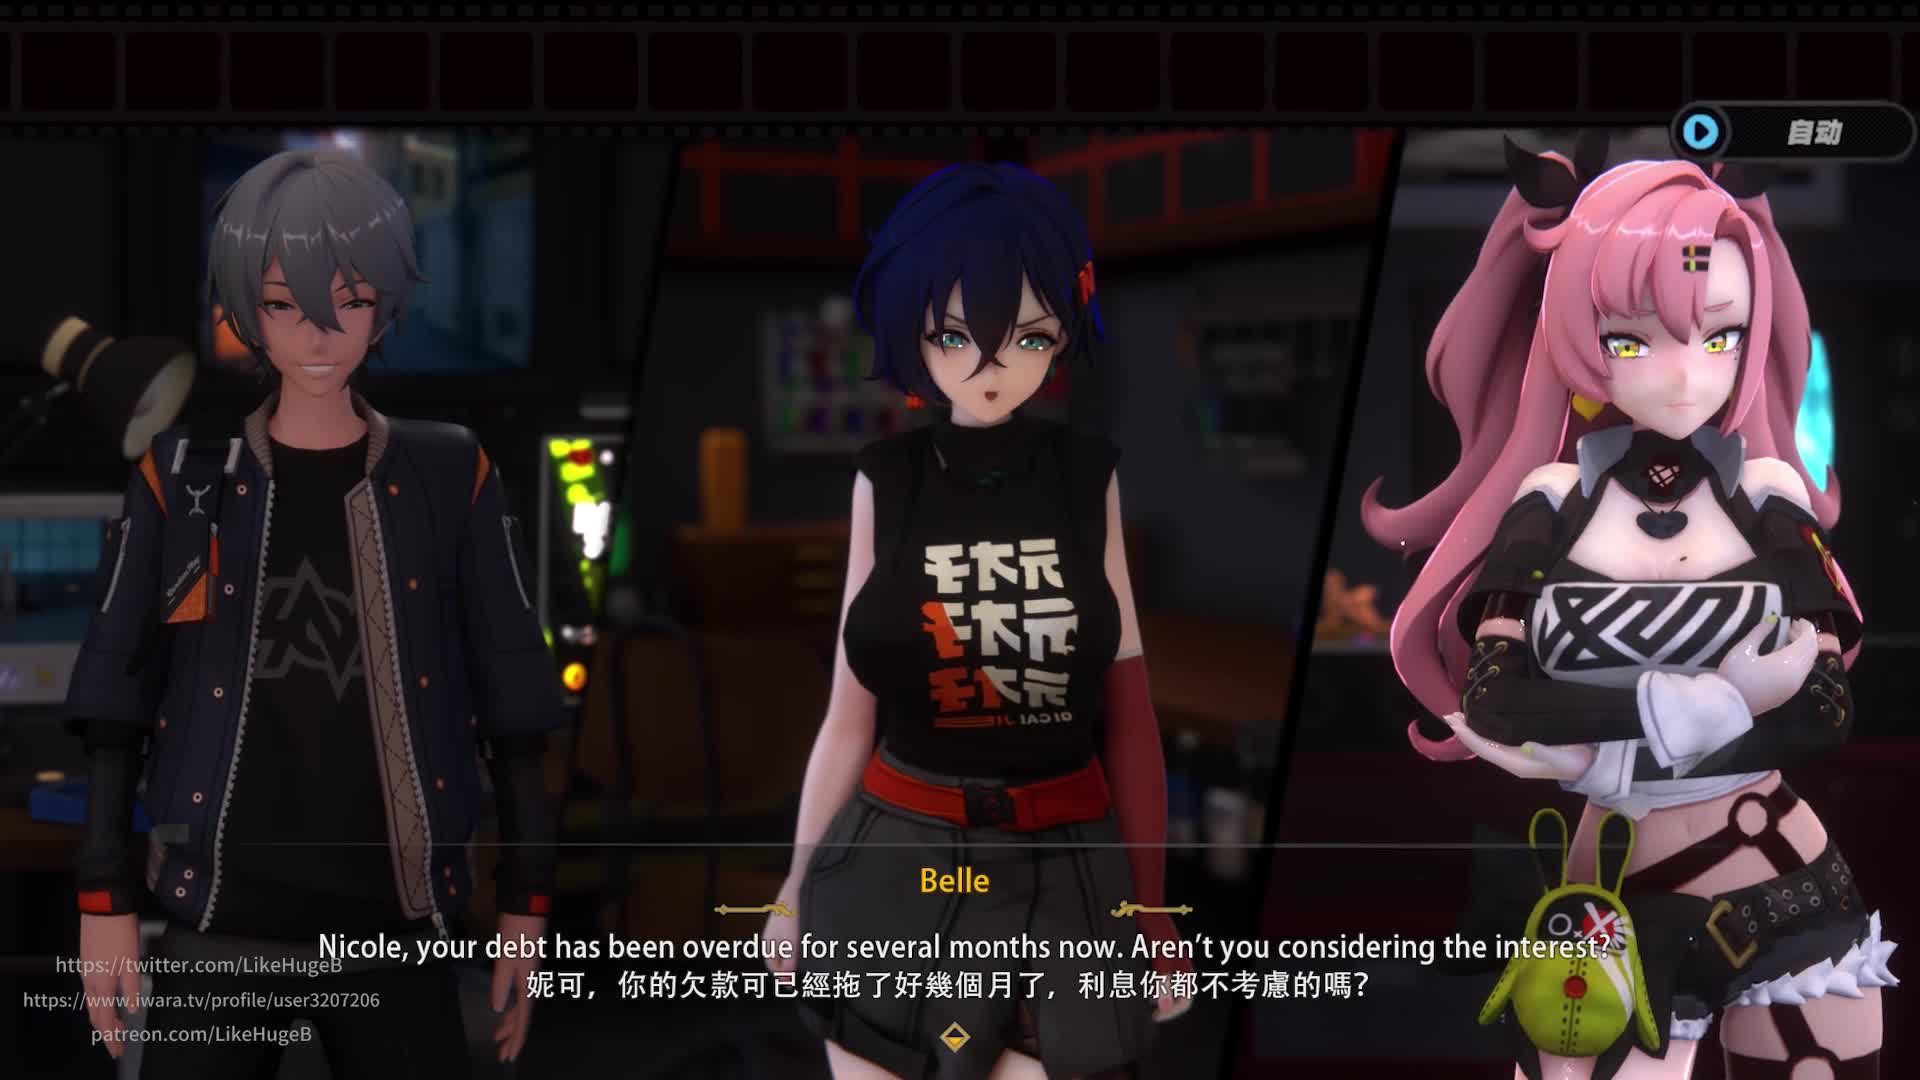 自动
Belle
Nicole, your debt has been overdue for several months now. Aren't you considering the interest?
妮可，你的欠款可已經拖了好幾個月了，利息你都不考慮的嗎？
https://twitter.com/LikeHugeB
https://www.iwara.tv/profile/user3207206
patreon.com/LikeHugeB